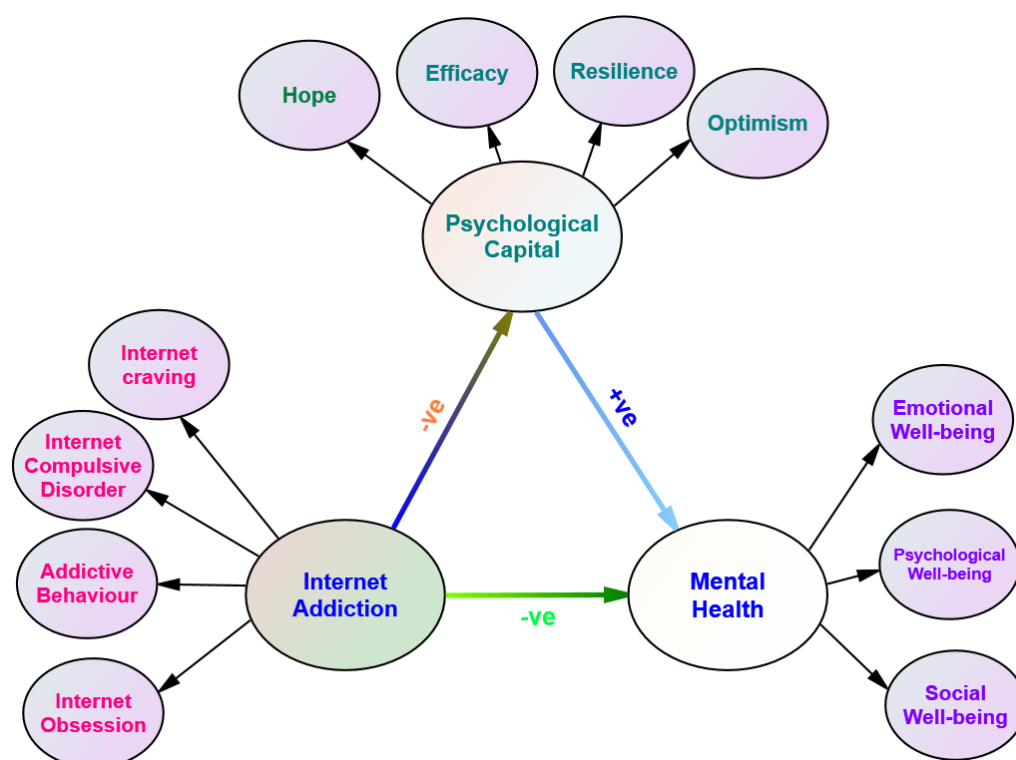 Hope
Efficacy
Resilience
Optimism
Psychological
Capital
Internet
craving
Internet
Compulsive
Disorder
Addictive
Behaviour
Internet
Obsession
Internet
Addiction
-ve
+ve
-ve
Mental
Health
Emotional
Well-being
Psychological
Well-being
Social
Well-being